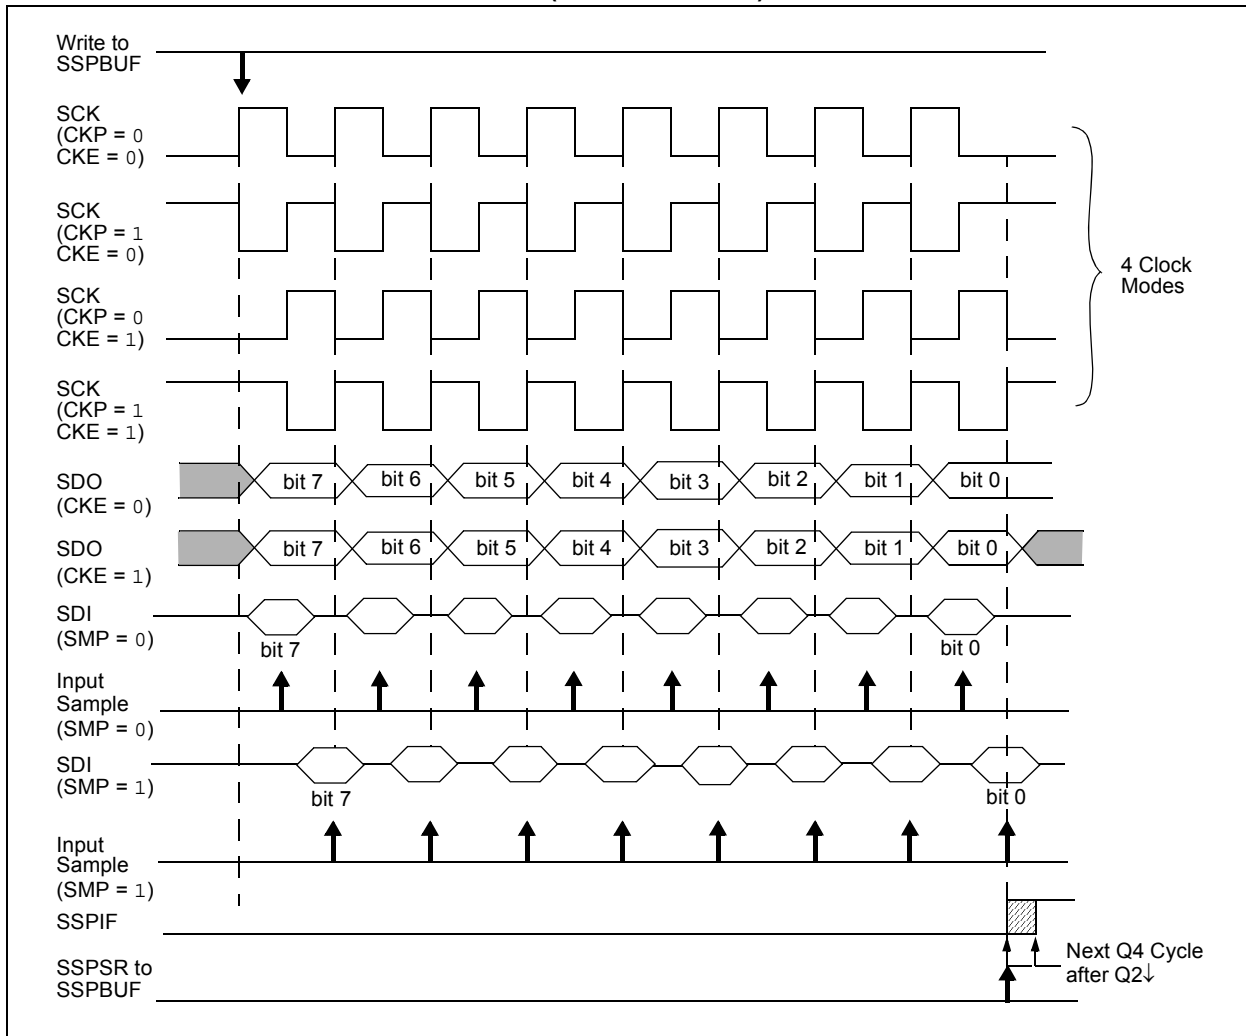 Write to
SSPBUF
SCK
(CKP = 0
CKE = 0)
SCK
(CKP = 1
CKE = 0)
4 Clock
Modes
SCK
(CKP = 0
CKE = 1)
SCK
(CKP = 1
CKE = 1)
SDO
(CKE = 0)
bit 7 bit 6 bit 5 bit 4 bit 3 bit 2 bit 1 bit 0
SDO
(CKE = 1)
bit 7 bit 6 bit 5 bit 4 bit 3 bit 2 bit 1 bit 0
SDI
(SMP = 0)
bit 7 bit 0
Input
Sample
(SMP = 0)
SDI
(SMP = 1)
bit 7 bit 0
Input
Sample
(SMP = 1)
SSPIF
Next Q4 Cycle
after Q2↓
SSPSR to
SSPBUF